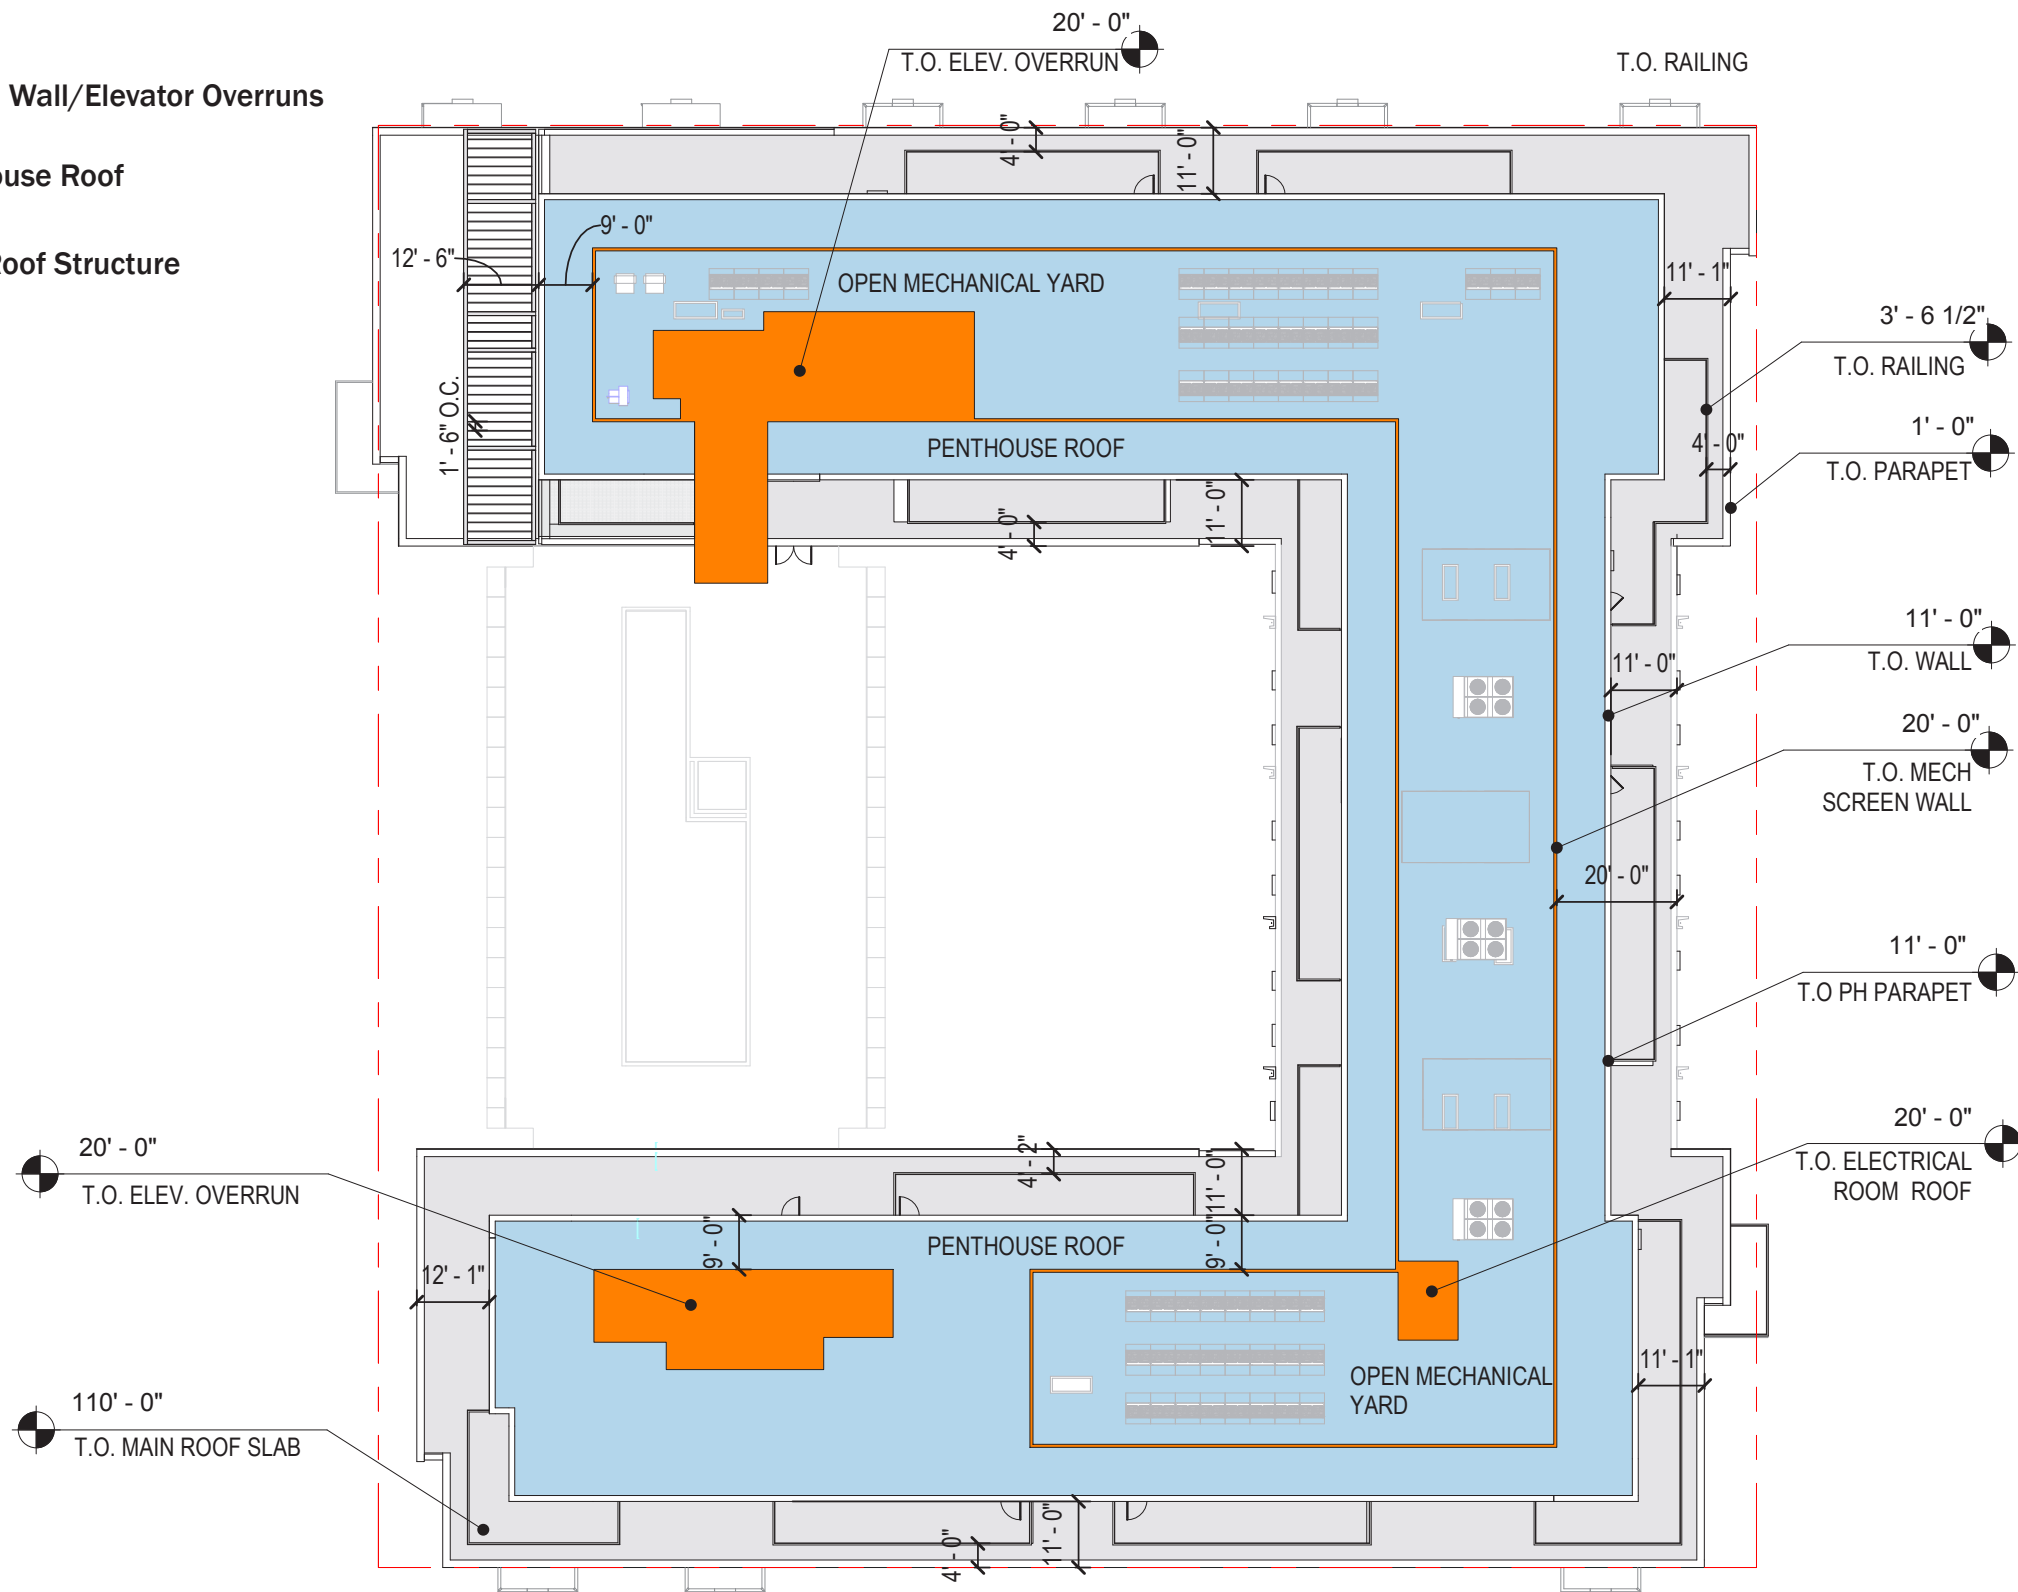 20' - 0"
T.O. ELEV. OVERRUN
T.O. RAILING
Wall/Elevator Overruns
4' - 0"
11' - 0"
ouse Roof
9' - 0"
12' - 6"
Roof Structure
OPEN MECHANICAL YARD
11' - 1"
3' - 6 1/2"
T.O. RAILING
1' - 6" O.C.
PENTHOUSE ROOF
4' - 0"
1' - 0"
T.O. PARAPET
4' - 0"
11' - 0"
11' - 0"
T.O. WALL
11' - 0"
20' - 0"
T.O. MECH
SCREEN WALL
20' - 0"
11' - 0"
T.O PH PARAPET
20' - 0"
T.O. ELECTRICAL
ROOM ROOF
20' - 0"
T.O. ELEV. OVERRUN
4' - 2"
11' - 0"
9' - 0"
PENTHOUSE ROOF
9' - 0"
12' - 1"
11' - 1"
OPEN MECHANICAL
YARD
110' - 0"
T.O. MAIN ROOF SLAB
4' - 0"
11' - 0"